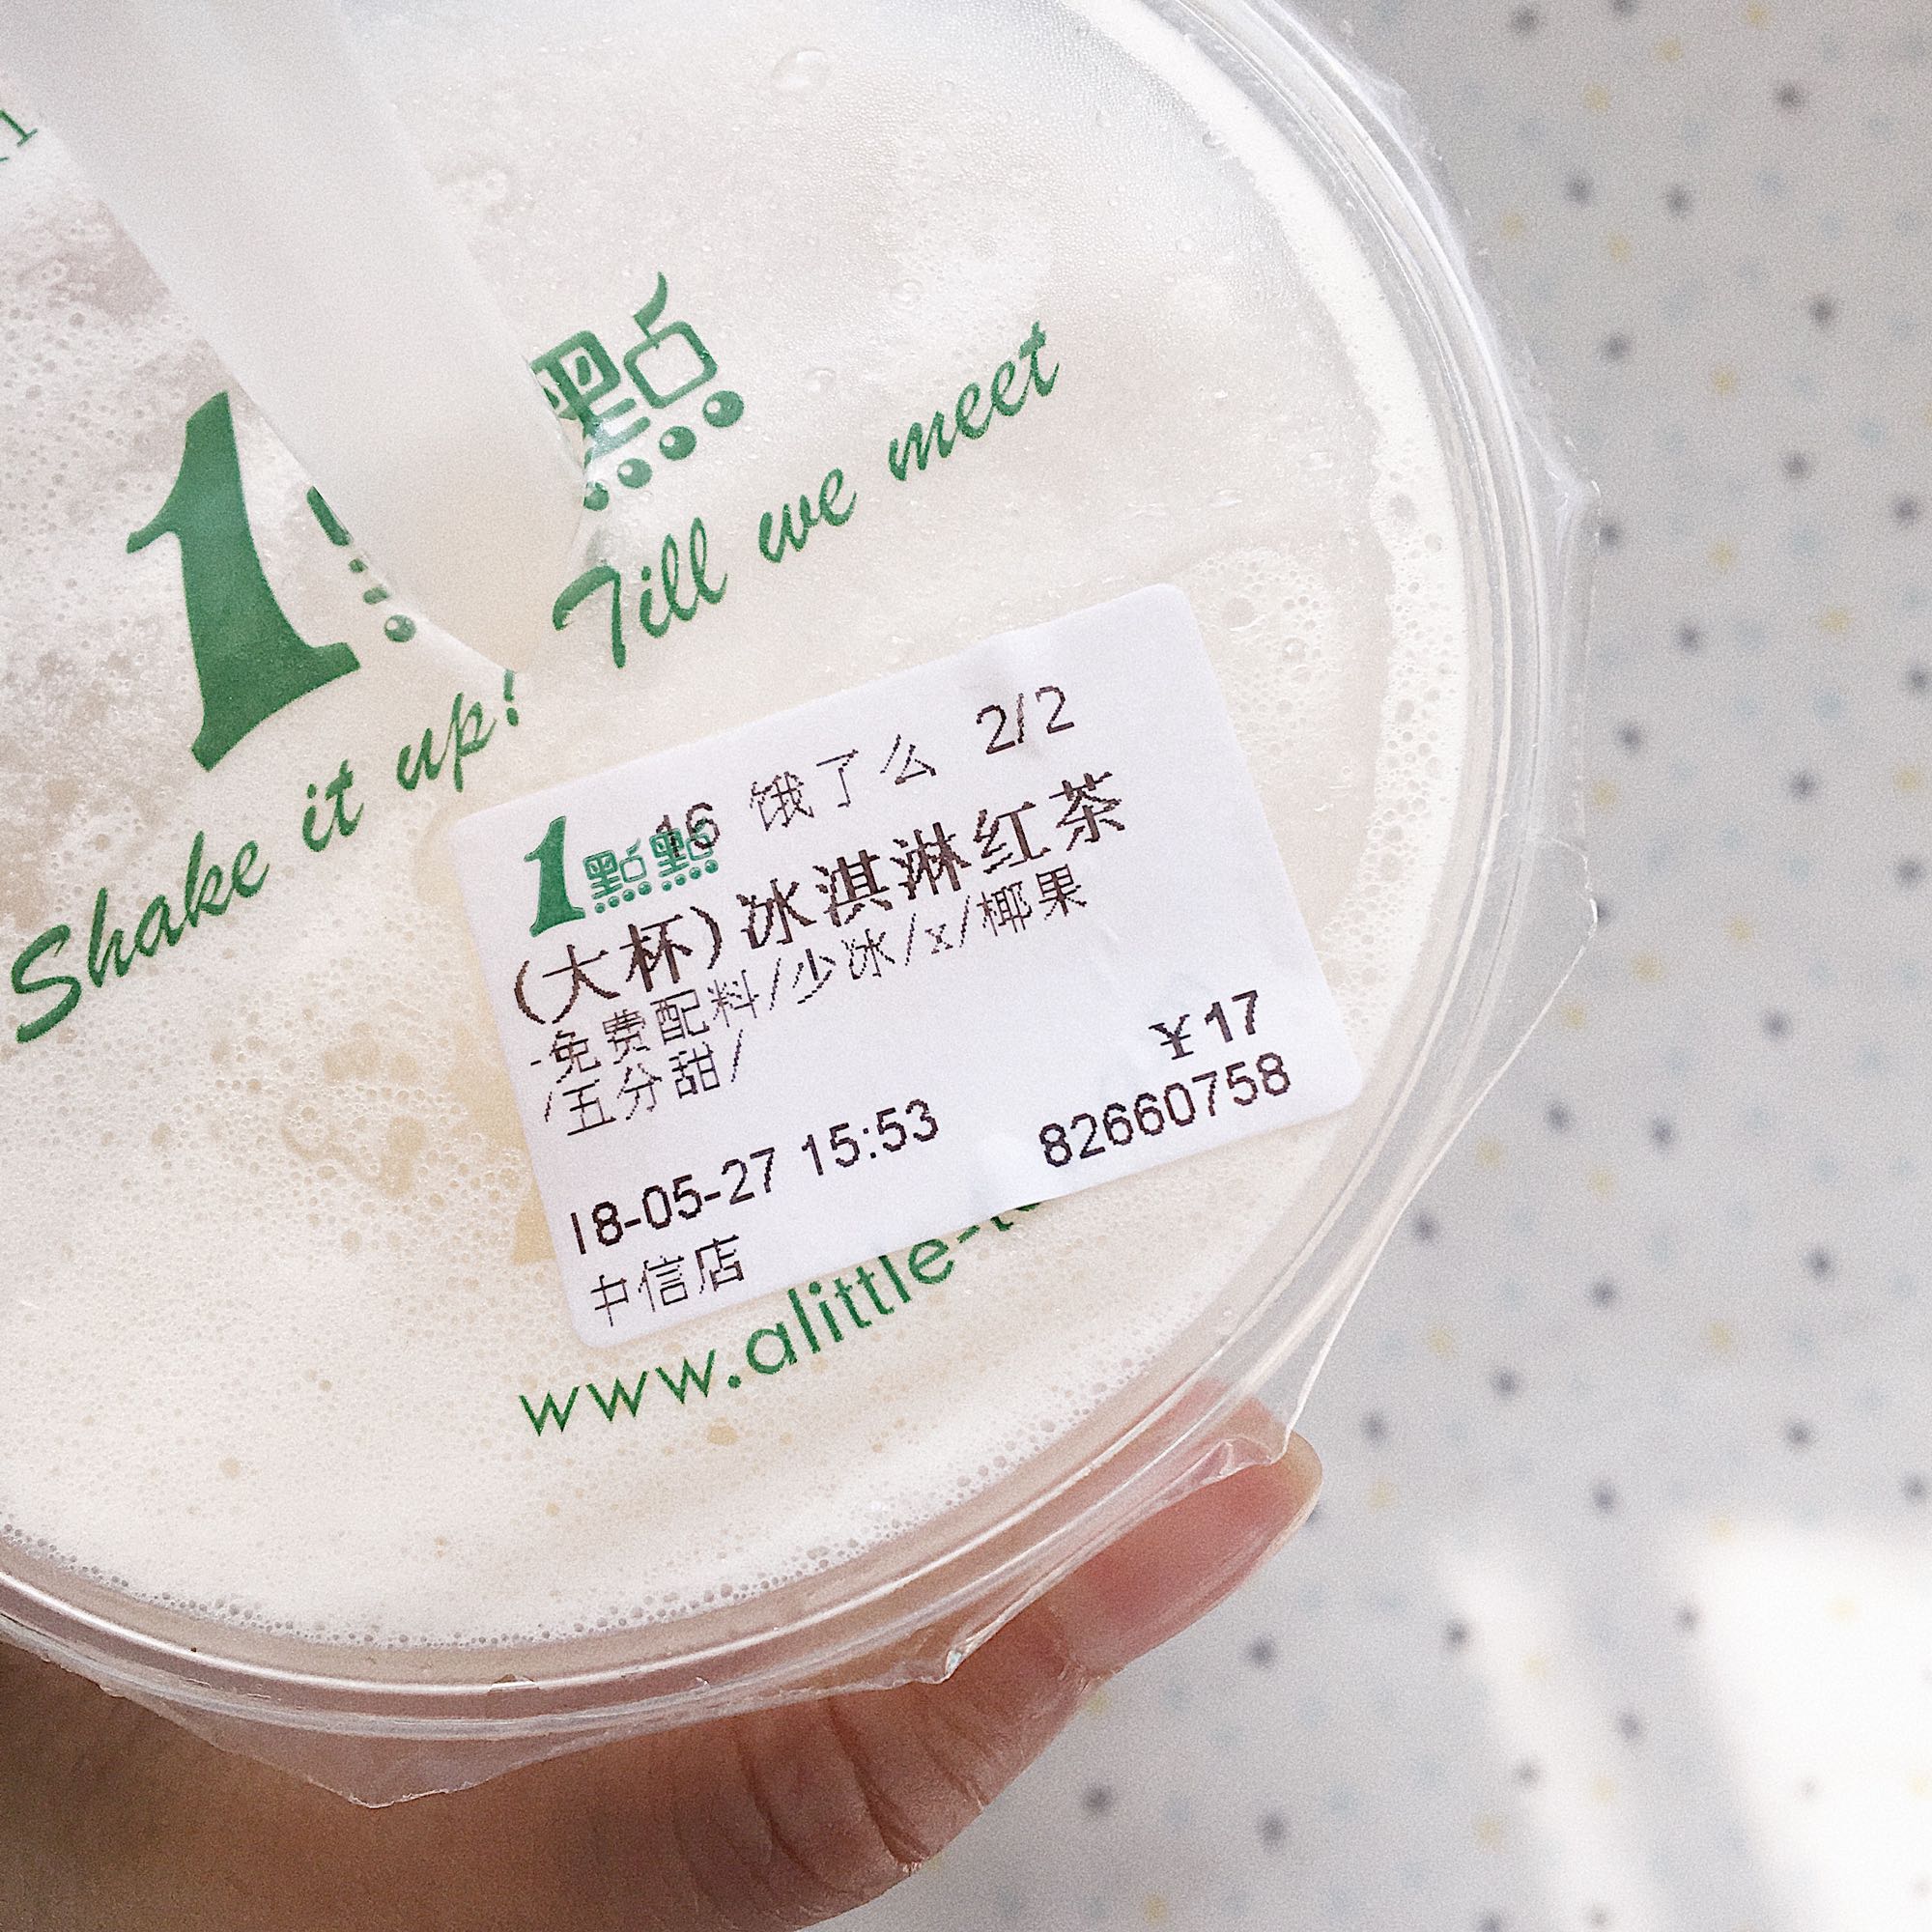 1點
Till we meet
Shake it up!
16 饿了么 2/2
1點點
(大杯)冰淇淋红茶
-免费配料/少冰/x/椰果
/五分甜/
¥17
18-05-27 15:53 82660758
中信店
www.alittle-t